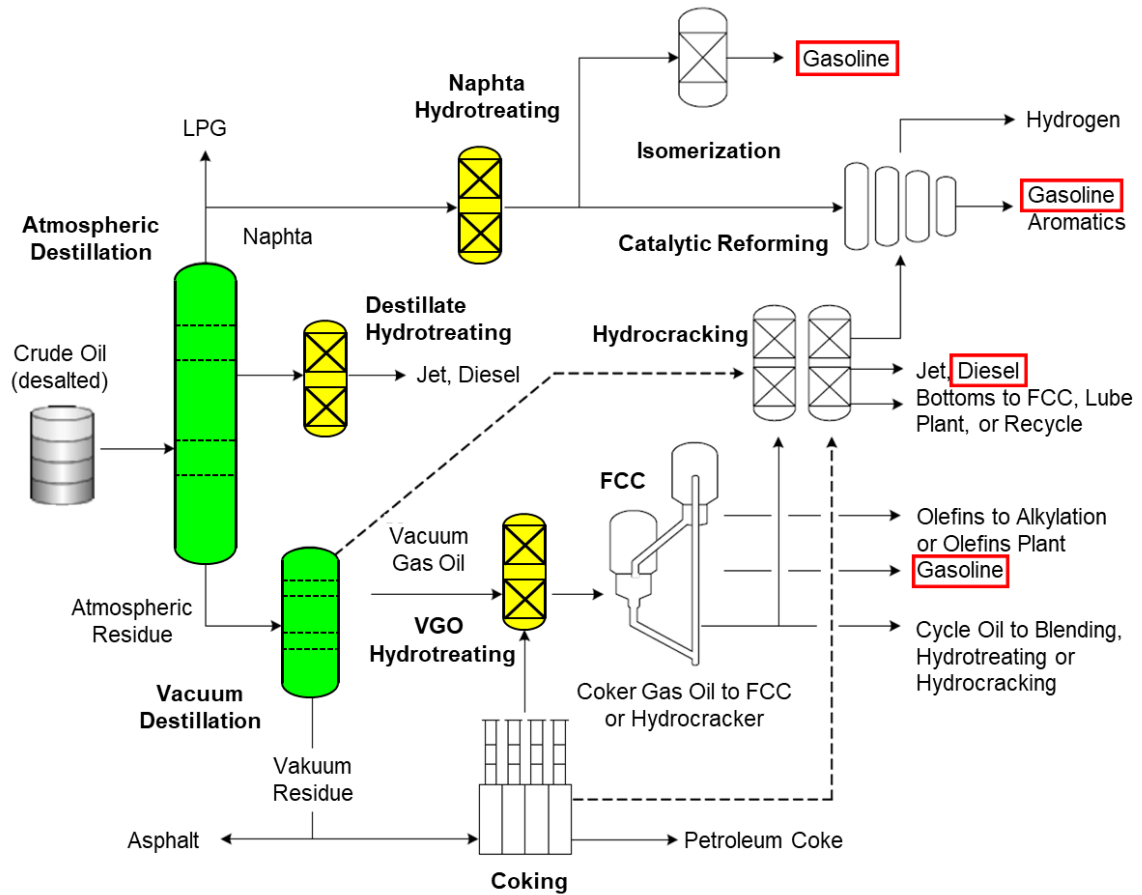 Gasoline
Naphta
Hydrotreating
LPG
Hydrogen
Isomerization
Gasoline
Aromatics
Atmospheric
Destillation
Naphta
Catalytic Reforming
Destillate
Hydrotreating
Hydrocracking
Crude Oil
(desalted)
Jet, Diesel
Jet, Diesel
Bottoms to FCC, Lube
Plant, or Recycle
FCC
Vacuum
Gas Oil
Olefins to Alkylation
or Olefins Plant
Gasoline
Atmospheric
Residue
VGO
Hydrotreating
Cycle Oil to Blending,
Hydrotreating or
Hydrocracking
Vacuum
Destillation
Coker Gas Oil to FCC
or Hydrocracker
Vakuum
Residue
Asphalt
Petroleum Coke
Coking